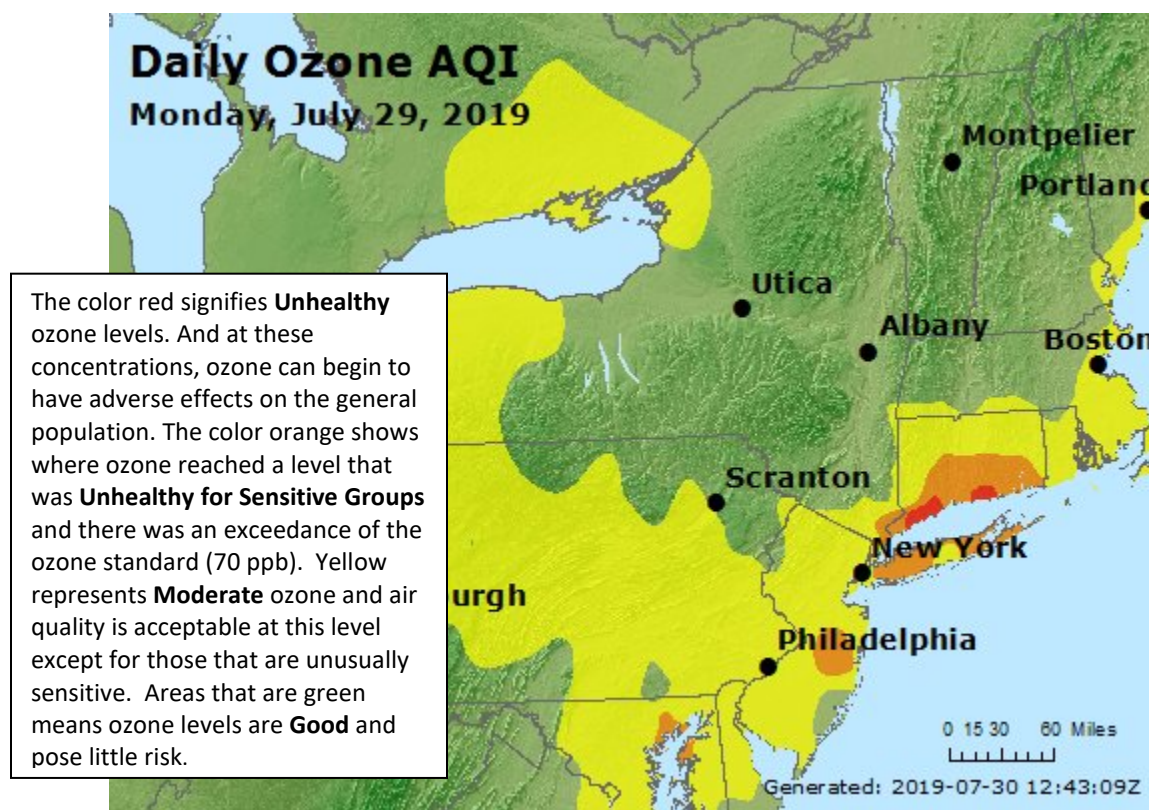 Daily Ozone AQI
Monday, July 29, 2019
Montpelier
Portland
Utica
Albany
Boston
Scranton
New York
urgh
Philadelphia
The color red signifies Unhealthy
ozone levels. And at these
concentrations, ozone can begin to
have adverse effects on the general
population. The color orange shows
where ozone reached a level that
was Unhealthy for Sensitive Groups
and there was an exceedance of the
ozone standard (70 ppb).  Yellow
represents Moderate ozone and air
quality is acceptable at this level
except for those that are unusually
sensitive.  Areas that are green
means ozone levels are Good and
pose little risk.
0 15 30 60 Miles
Generated: 2019-07-30 12:43:09Z